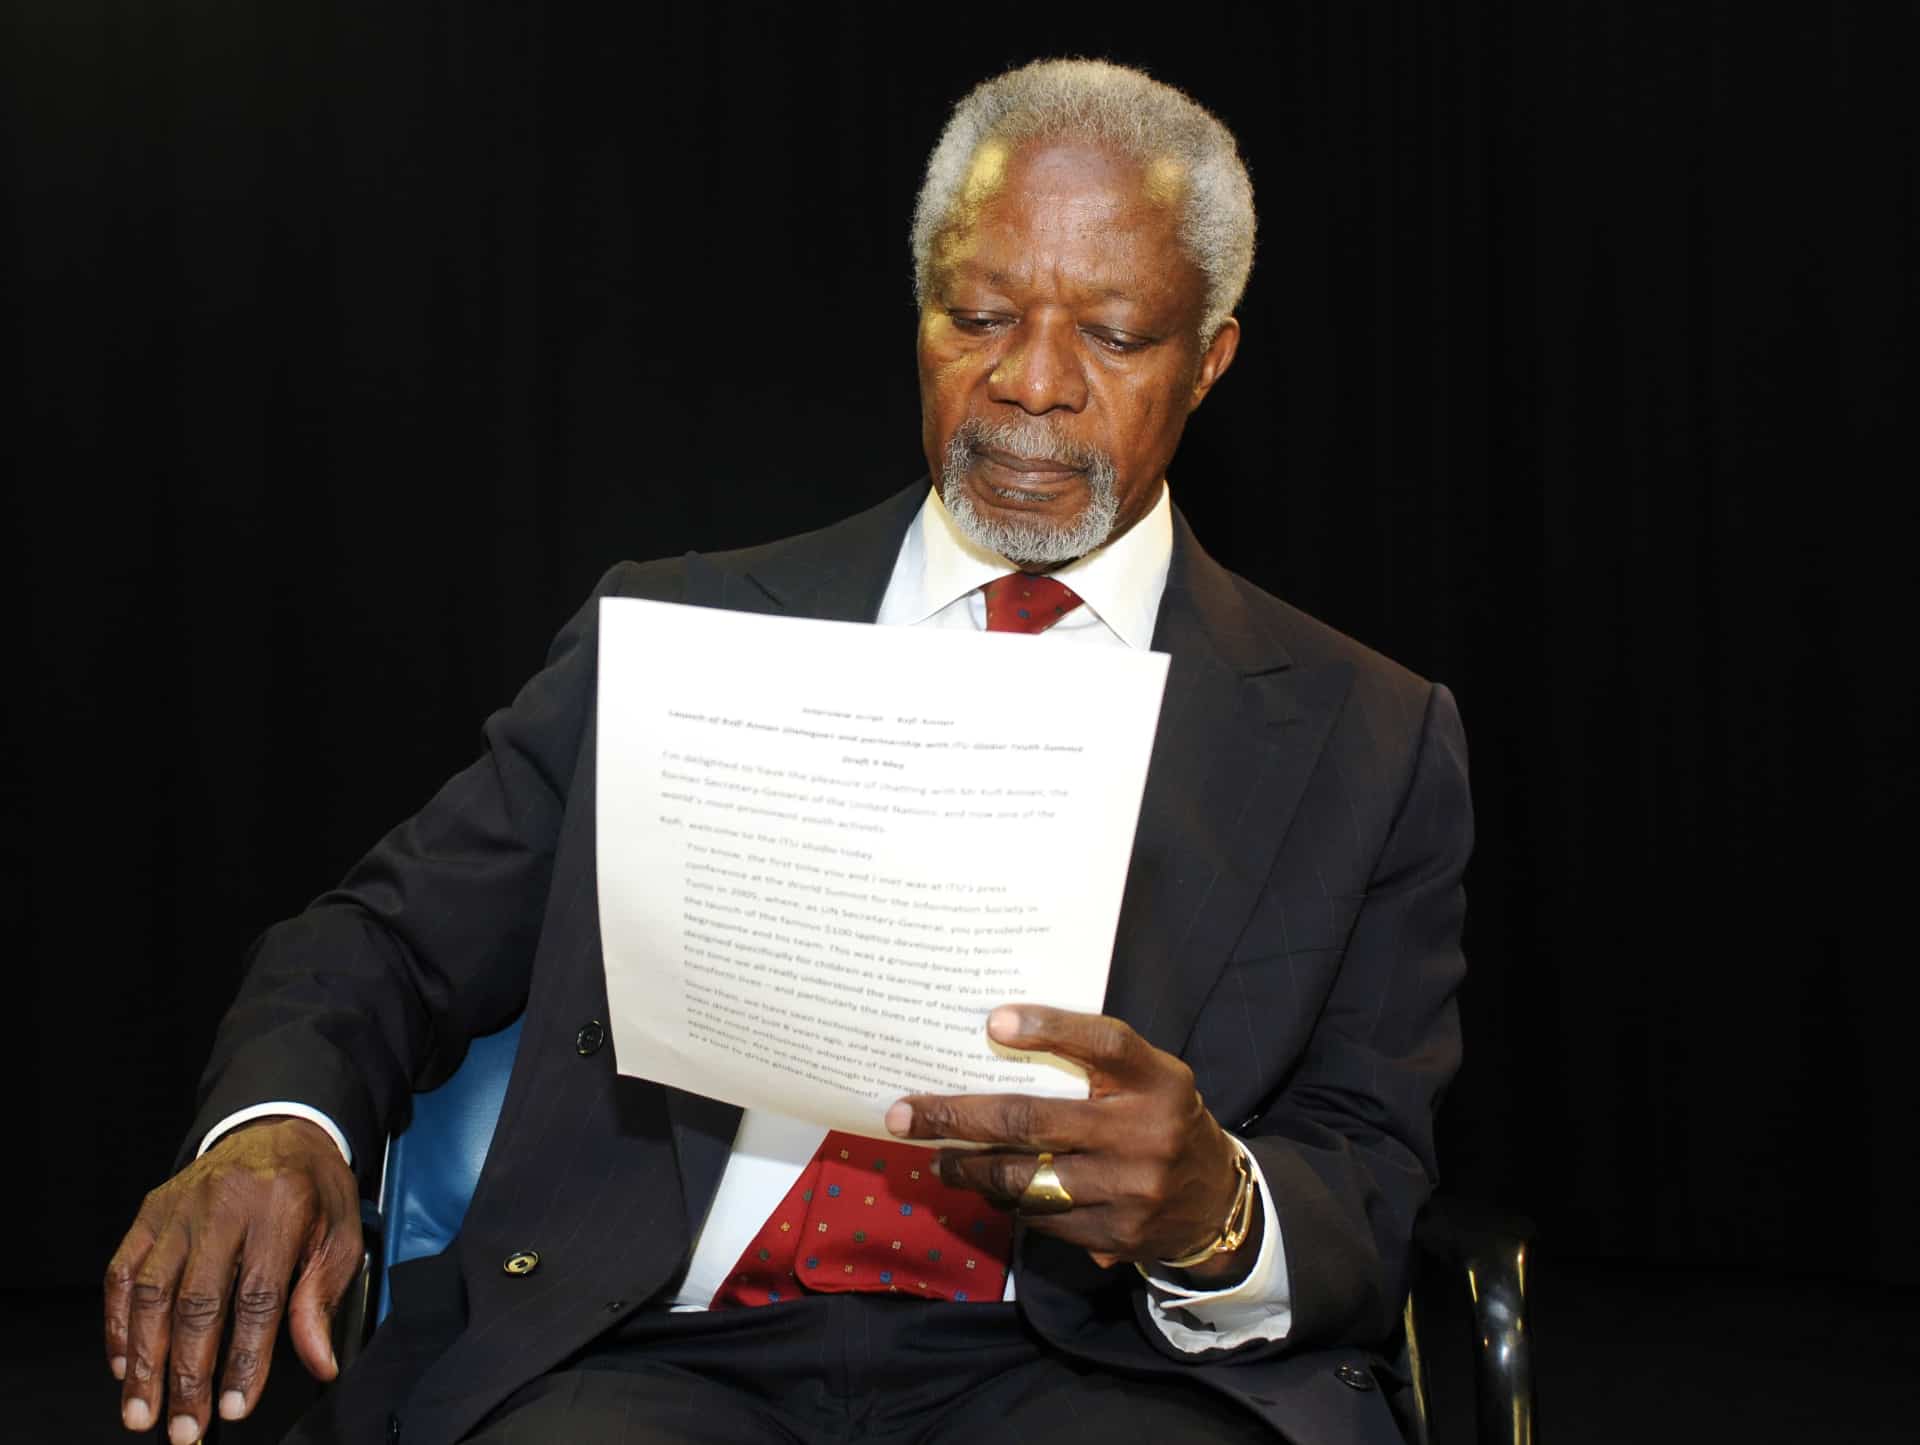 Interview script - Kofi Annan
Launch of Kofi Annan Dialogues and partnership with ITU Global Youth Summit
Draft 9 May
I'm delighted to have the pleasure of chatting with Mr Kofi Annan, the
former Secretary-General of the United Nations, and now one of the
world's most prominent youth activists.
Kofi, welcome to the ITU studio today.
You know, the first time you and I met was at ITU's press
conference at the World Summit for the Information Society in
Tunis in 2005, where, as UN Secretary-General, you presided over
the launch of the famous $100 laptop developed by Nicolas
Negroponte and his team. This was a ground-breaking device,
designed specifically for children as a learning aid. Was this the
first time we all really understood the power of
transform lives – and particularly the lives of the young
Since then, we have seen technology take off in ways we couldn't
even dream of just 8 years ago, and we all know that young people
are the most enthusiastic adopters of new devices and
applications. Are we doing enough to leverage
as a tool to drive global development?